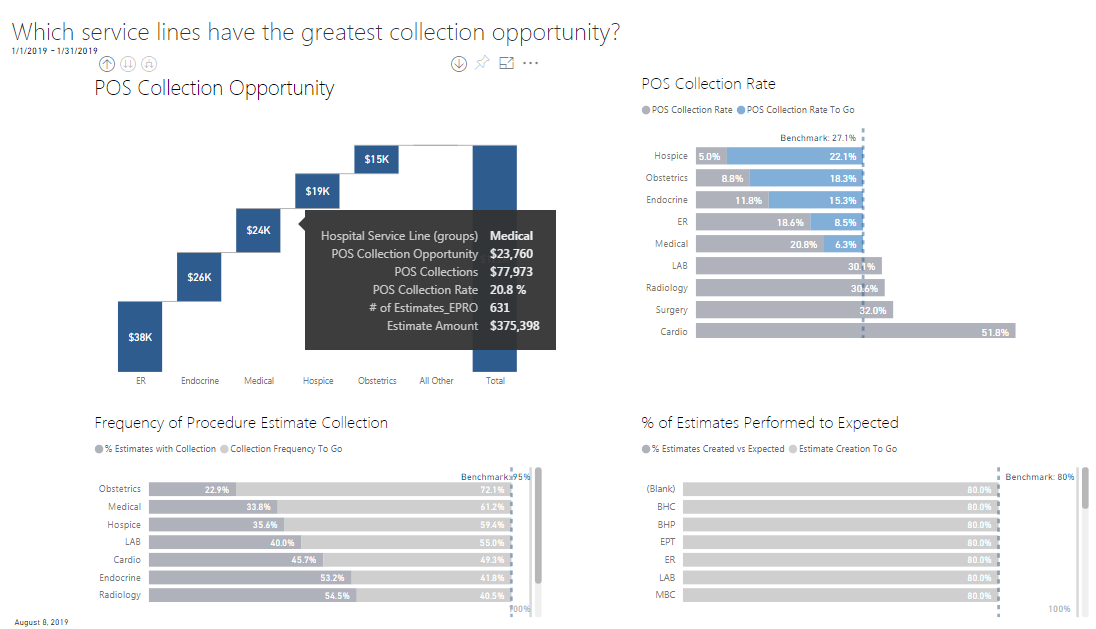 Which service lines have the greatest collection opportunity?
1/1/2019 - 1/31/2019
POS Collection Opportunity
$38K
$26K
$24K
$19K
$15K
Hospital Service Line (groups) Medical
POS Collection Opportunity $23,760
POS Collections $77,973
POS Collection Rate 20.8 %
# of Estimates_EPRO 631
Estimate Amount $375,398
ER Endocrine Medical Hospice Obstetrics All Other Total
POS Collection Rate
POS Collection Rate POS Collection Rate To Go
Benchmark: 27.1%
Hospice 5.0% 22.1%
Obstetrics 8.8% 18.3%
Endocrine 11.8% 15.3%
ER 18.6% 8.5%
Medical 20.8% 6.3%
LAB 30.1%
Radiology 30.6%
Surgery 32.0%
Cardio 51.8%
Frequency of Procedure Estimate Collection
% Estimates with Collection Collection Frequency To Go
Benchmark: 95%
Obstetrics 22.9% 72.1%
Medical 33.8% 61.2%
Hospice 35.6% 59.4%
LAB 40.0% 55.0%
Cardio 45.7% 49.3%
Endocrine 53.2% 41.8%
Radiology 54.5% 40.5%
100%
% of Estimates Performed to Expected
% Estimates Created vs Expected Estimate Creation To Go
Benchmark: 80%
(Blank) 80.0%
BHC 80.0%
BHP 80.0%
EPT 80.0%
ER 80.0%
LAB 80.0%
MBC 80.0%
100%
August 8, 2019